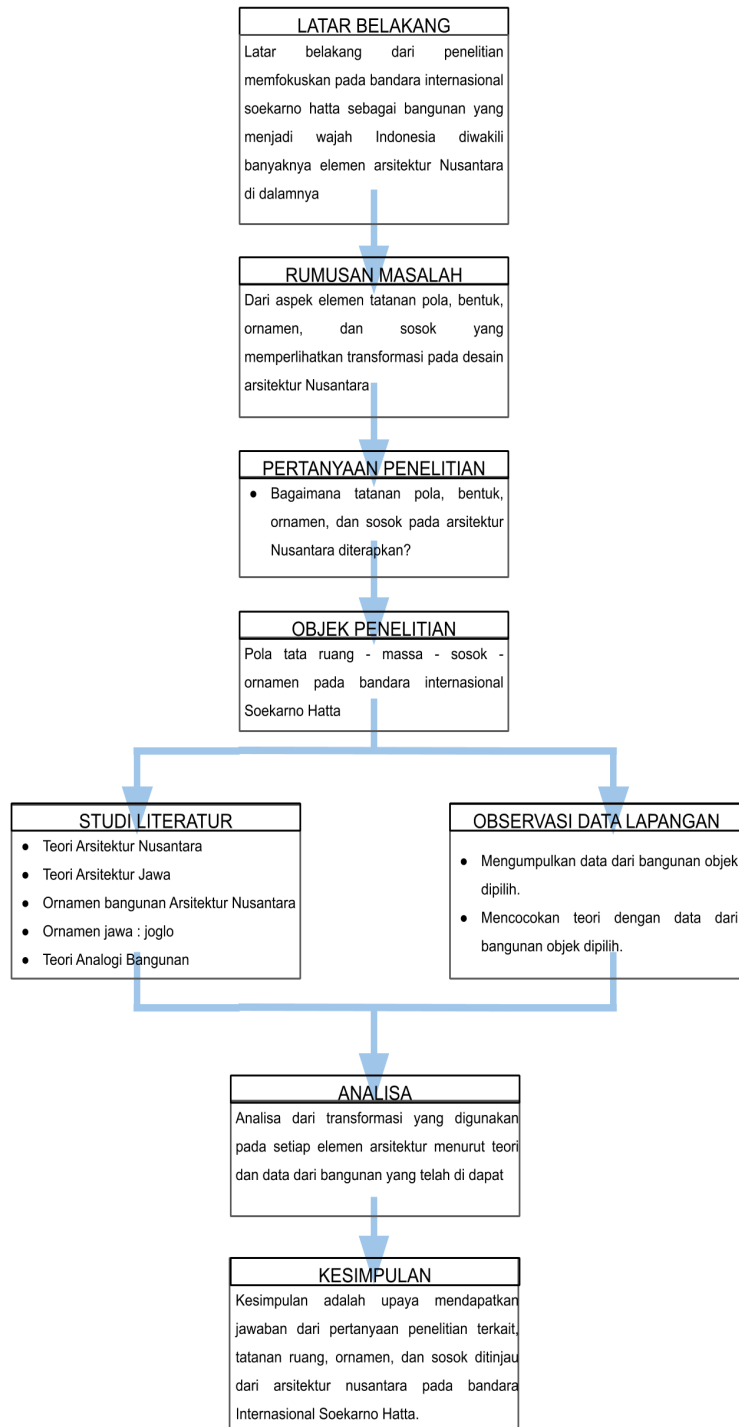 LATAR BELAKANG
Latar belakang dari penelitian
memfokuskan pada bandara internasional
soekarno hatta sebagai bangunan yang
menjadi wajah Indonesia diwakili
banyaknya elemen arsitektur Nusantara
di dalamnya
RUMUSAN MASALAH
Dari aspek elemen tatanan pola, bentuk,
ornamen, dan sosok yang
memperlihatkan transformasi pada desain
arsitektur Nusantara
PERTANYAAN PENELITIAN
● Bagaimana tatanan pola, bentuk,
ornamen, dan sosok pada arsitektur
Nusantara diterapkan?
OBJEK PENELITIAN
Pola tata ruang - massa - sosok -
ornamen pada bandara internasional
Soekarno Hatta
STUDI LITERATUR
● Teori Arsitektur Nusantara
● Teori Arsitektur Jawa
● Ornamen bangunan Arsitektur Nusantara
● Ornamen jawa : joglo
● Teori Analogi Bangunan
OBSERVASI DATA LAPANGAN
● Mengumpulkan data dari bangunan objek
dipilih.
● Mencocokan teori dengan data dari
bangunan objek dipilih.
ANALISA
Analisa dari transformasi yang digunakan
pada setiap elemen arsitektur menurut teori
dan data dari bangunan yang telah di dapat
KESIMPULAN
Kesimpulan adalah upaya mendapatkan
jawaban dari pertanyaan penelitian terkait,
tatanan ruang, ornamen, dan sosok ditinjau
dari arsitektur nusantara pada bandara
Internasional Soekarno Hatta.